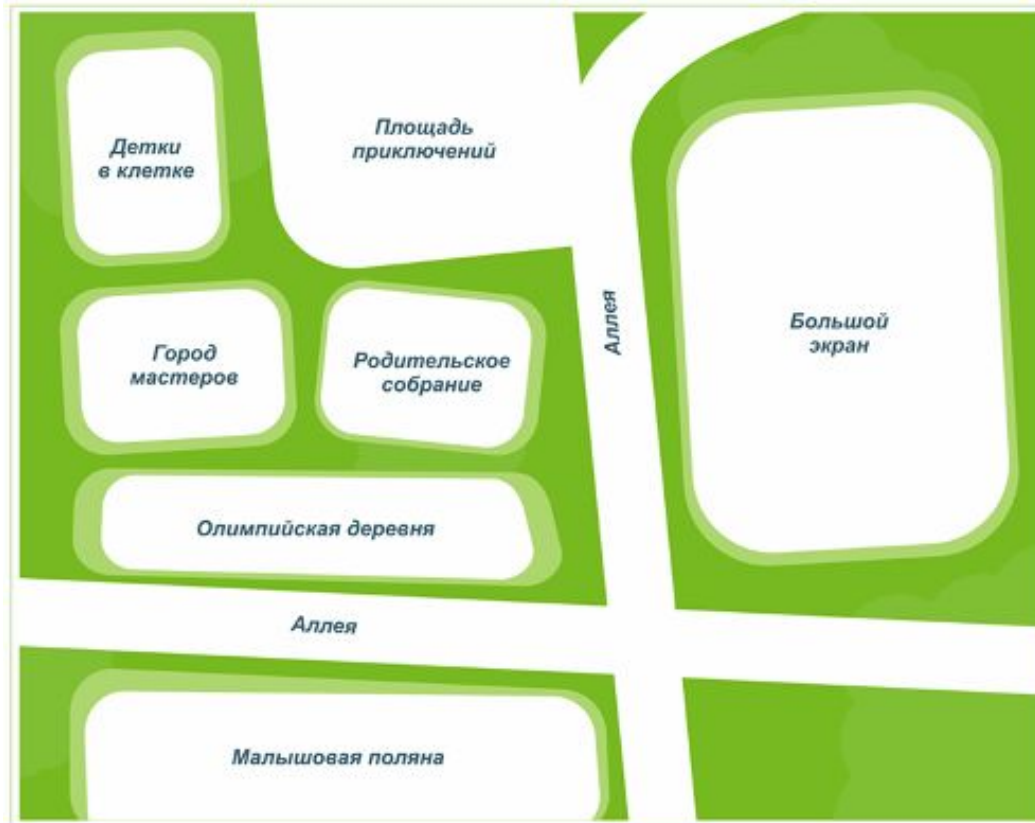 Площадь
приключений
Детки
в клетке
Аллея
Большой
экран
Город
мастеров
Родительское
собрание
Олимпийская деревня
Аллея
Малышовая поляна